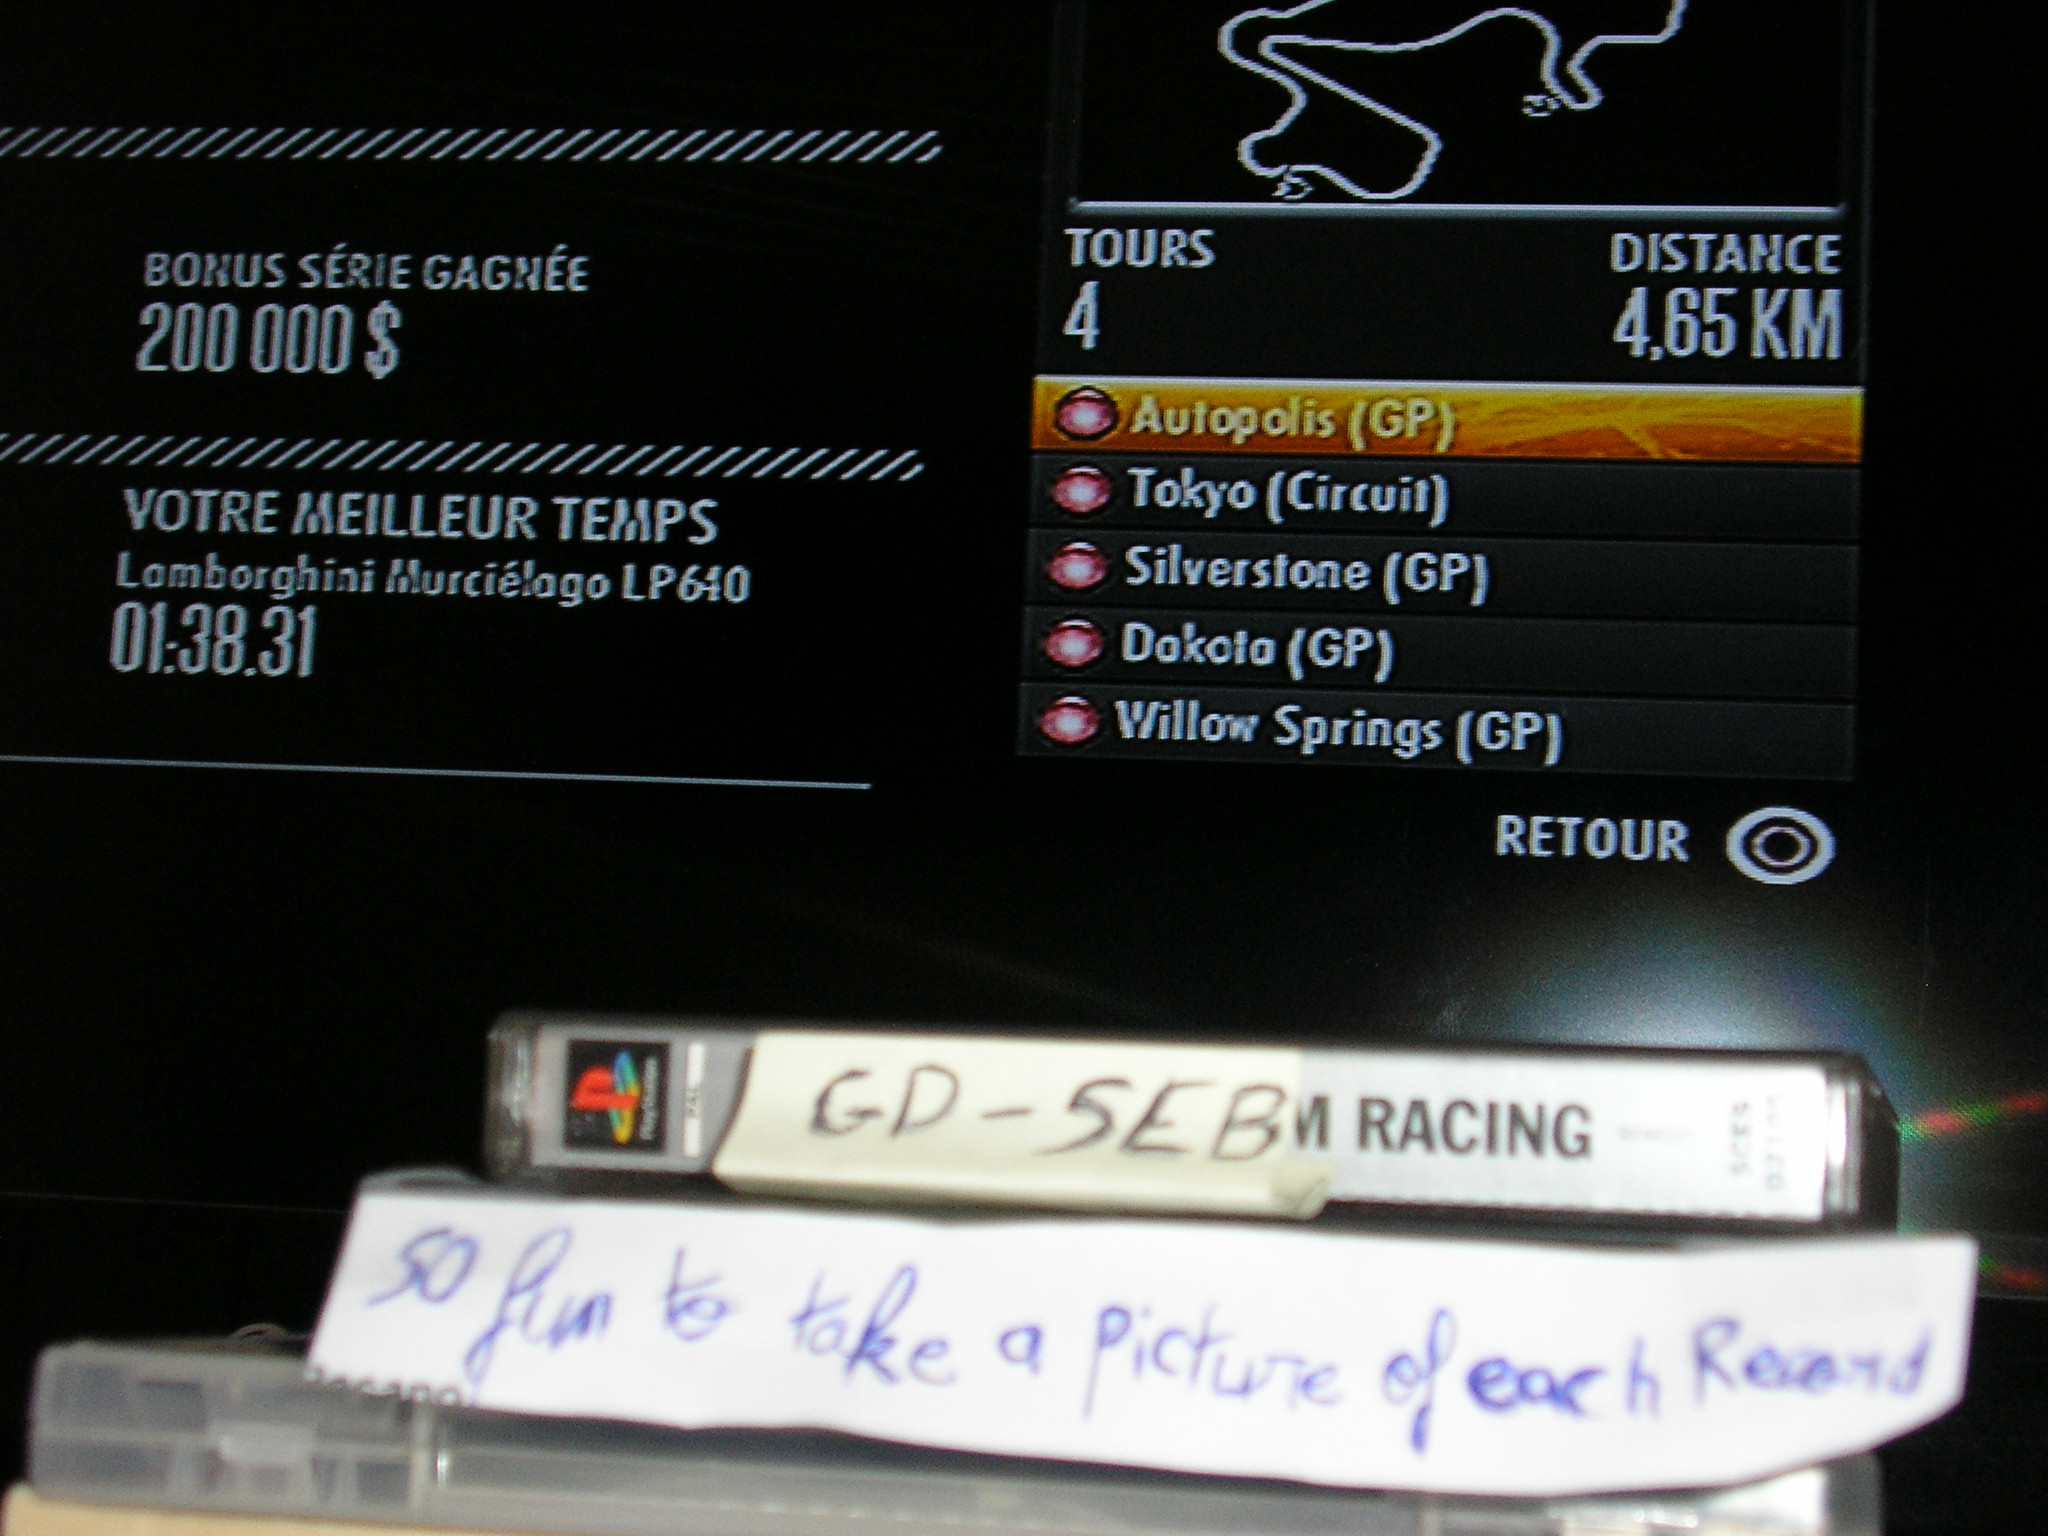 BONUS SÉRIE GAGNÉE
200 000 $
VOTRE MEILLEUR TEMPS
Lamborghini Murciélago LP640
01:38.31
TOURS
4
DISTANCE
4,65 KM
Autopolis (GP)
Tokyo (Circuit)
Silverstone (GP)
Dakota (GP)
Willow Springs (GP)
RETOUR
PlayStation
GD-SEB
M RACING
SCES
so fun to take a picture of each Record